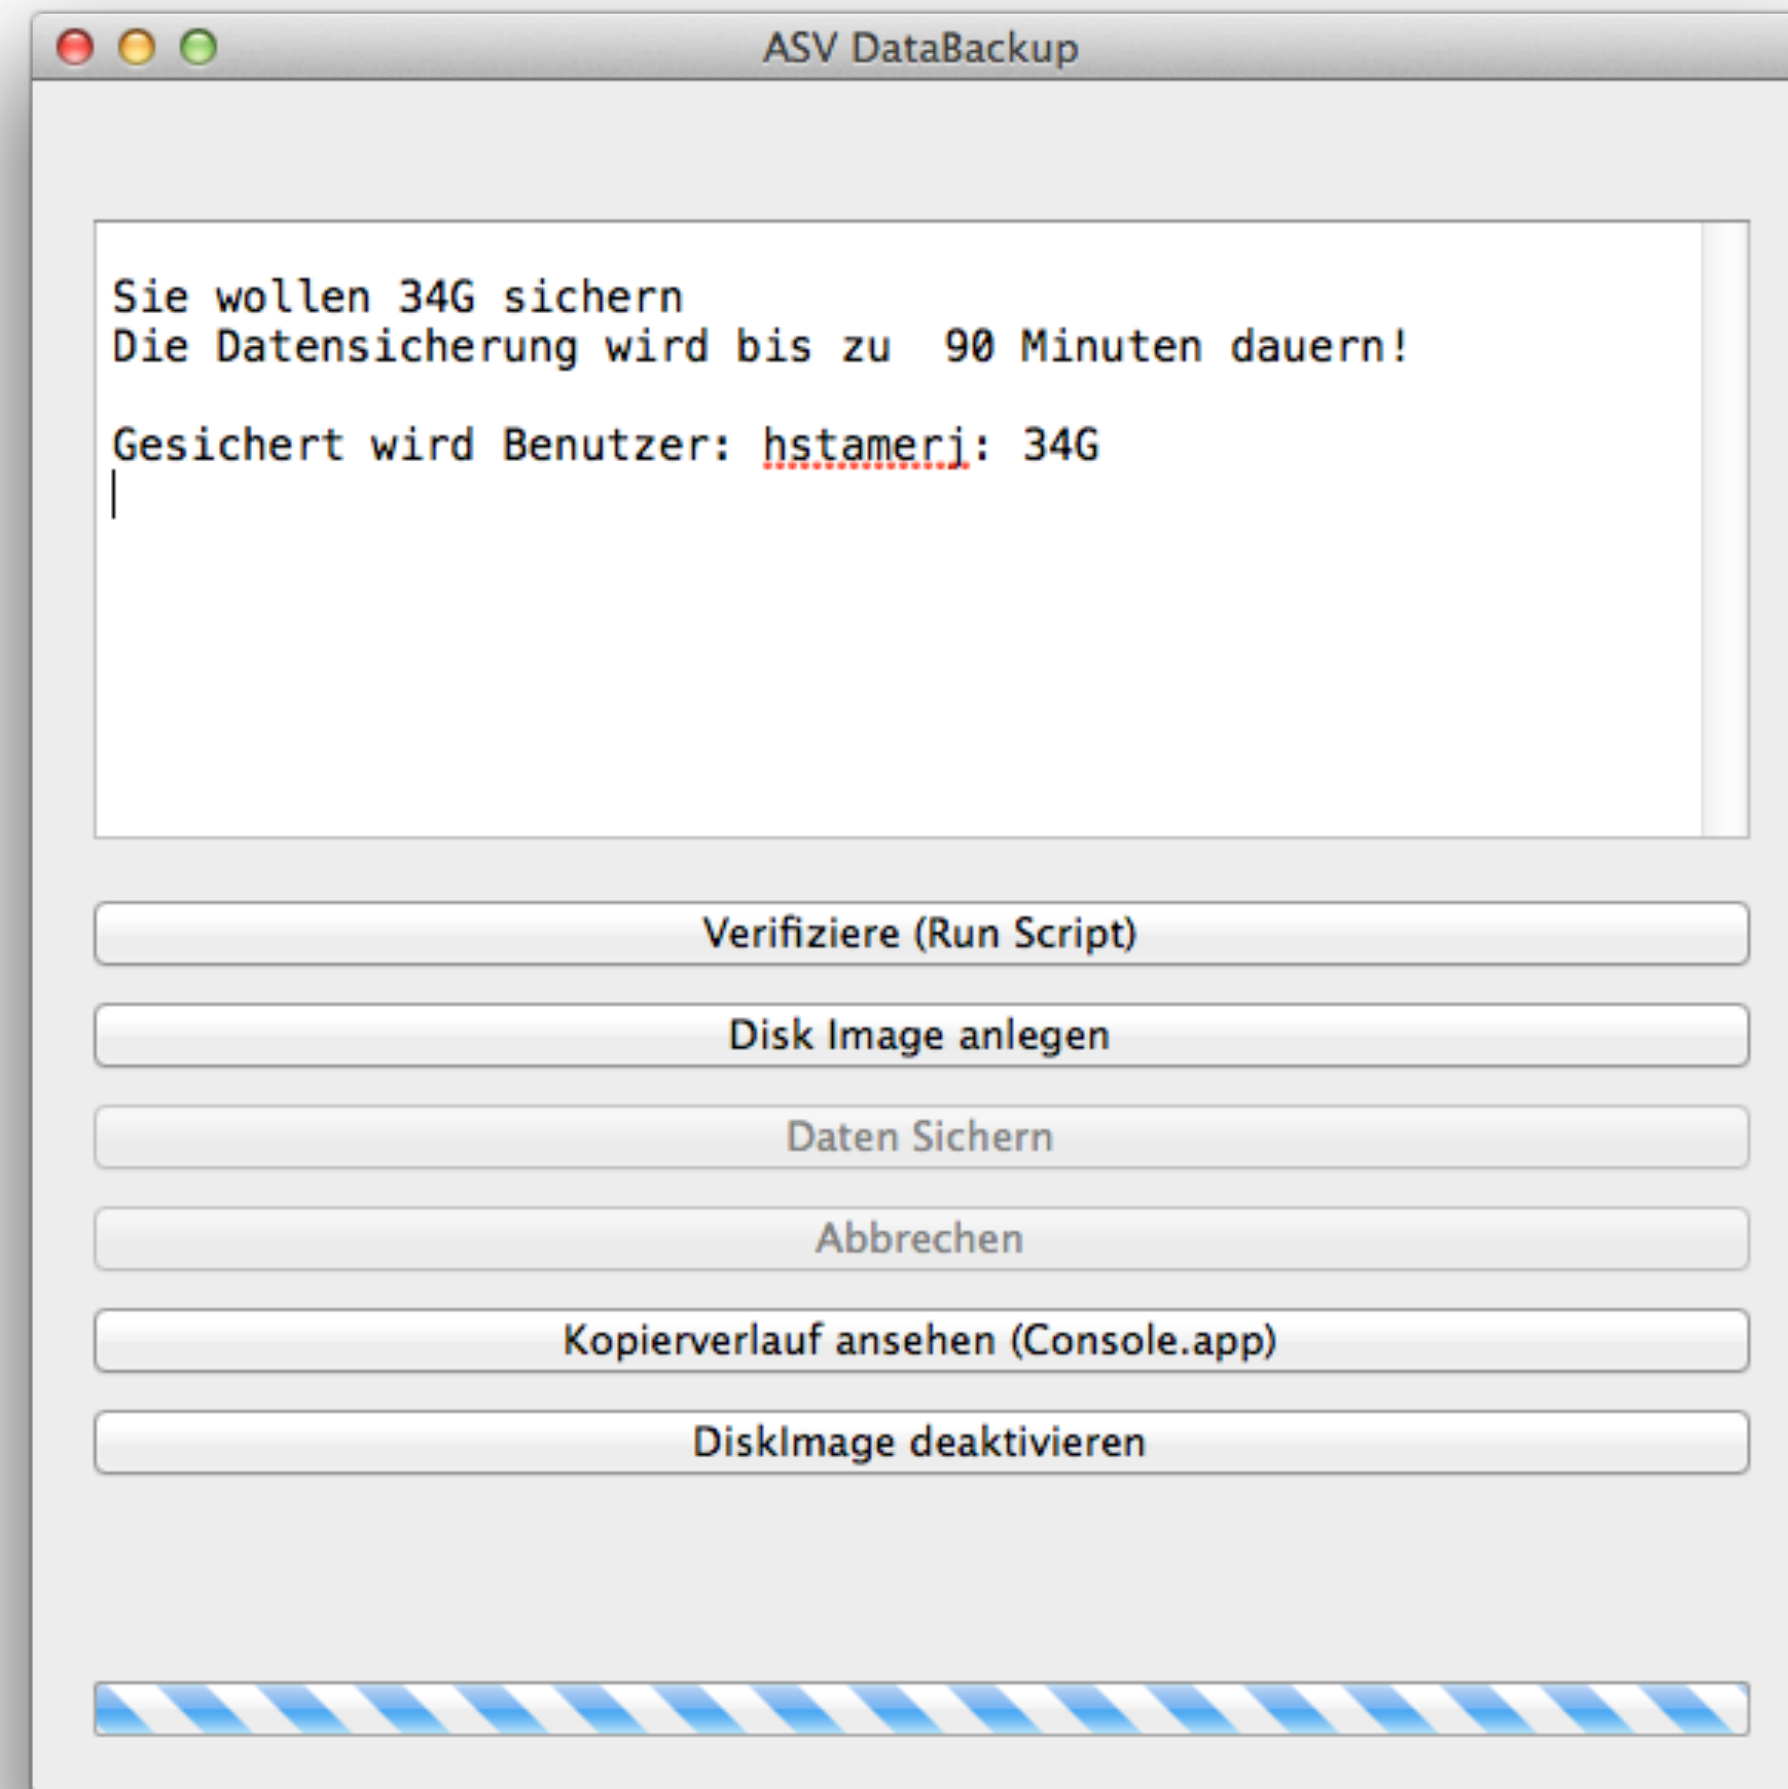 ASV DataBackup
Sie wollen 34G sichern
Die Datensicherung wird bis zu  90 Minuten dauern!
Gesichert wird Benutzer: hstamerj: 34G
Verifiziere (Run Script)
Disk Image anlegen
Daten Sichern
Abbrechen
Kopierverlauf ansehen (Console.app)
DiskImage deaktivieren